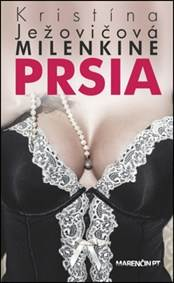 Kristína
Ježovičová
MILENKINE
PRSIA
MARENČIN PT